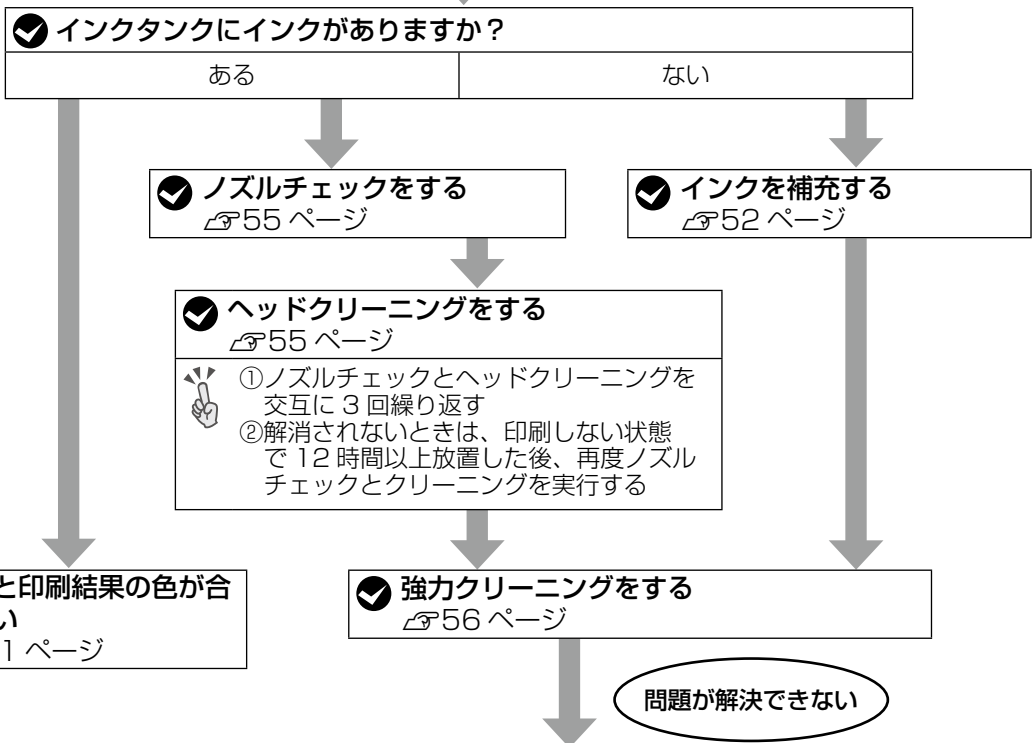 インクタンクにインクがありますか？
ある
ない
ノズルチェックをする
55 ページ
インクを補充する
52 ページ
ヘッドクリーニングをする
55 ページ
①ノズルチェックとヘッドクリーニングを
交互に 3 回繰り返す
②解消されないときは、印刷しない状態
で 12 時間以上放置した後、再度ノズル
チェックとクリーニングを実行する
と印刷結果の色が合
い
1 ページ
強力クリーニングをする
56 ページ
問題が解決できない